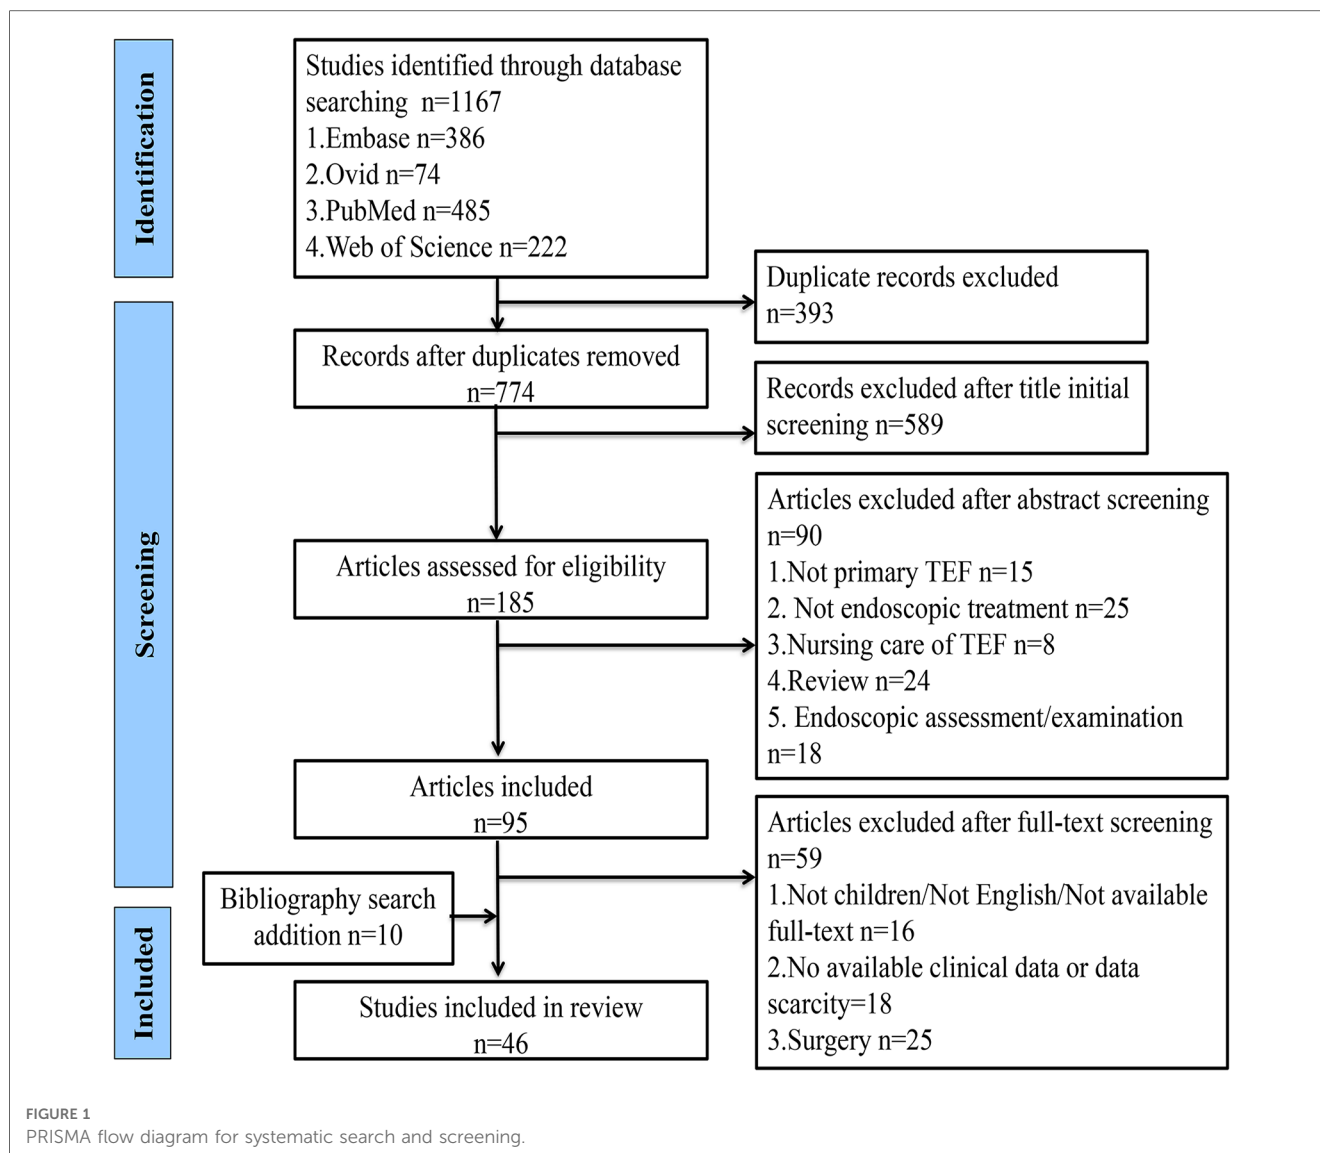 Identification
Studies identified through database
searching n=1167
1.Embase n=386
2.Ovid n=74
3.PubMed n=485
4.Web of Science n=222
Duplicate records excluded
n=393
Screening
Records after duplicates removed
n=774
Records excluded after title initial
screening n=589
Articles assessed for eligibility
n=185
Articles excluded after abstract screening
n=90
1.Not primary TEF n=15
2. Not endoscopic treatment n=25
3.Nursing care of TEF n=8
4.Review n=24
5. Endoscopic assessment/examination
n=18
Articles included
n=95
Articles excluded after full-text screening
n=59
1.Not children/Not English/Not available
full-text n=16
2.No available clinical data or data
scarcity=18
3.Surgery n=25
Bibliography search
addition n=10
Included
Studies included in review
n=46
FIGURE 1
PRISMA flow diagram for systematic search and screening.